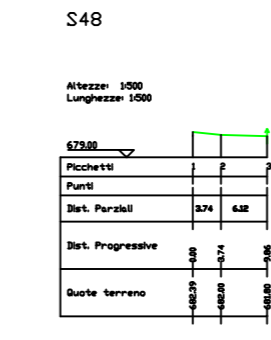 S48
Altezze: 1:500
Lunghezze: 1:500
679.00
Picchetti 1 2 3
Punti
Dist. Parziali 3.74 6.12
Dist. Progressive 0.00 3.74 9.86
Quote terreno 682.39 682.00 681.80